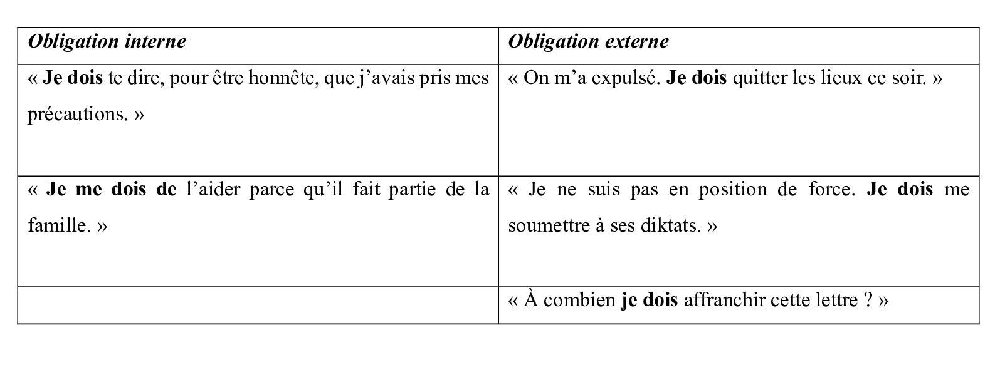 Obligation interne
Obligation externe
« Je dois te dire, pour être honnête, que j’avais pris mes
précautions. »
« On m’a expulsé. Je dois quitter les lieux ce soir. »
« Je me dois de l’aider parce qu’il fait partie de la
famille. »
« Je ne suis pas en position de force. Je dois me
soumettre à ses diktats. »
« À combien je dois affranchir cette lettre ? »